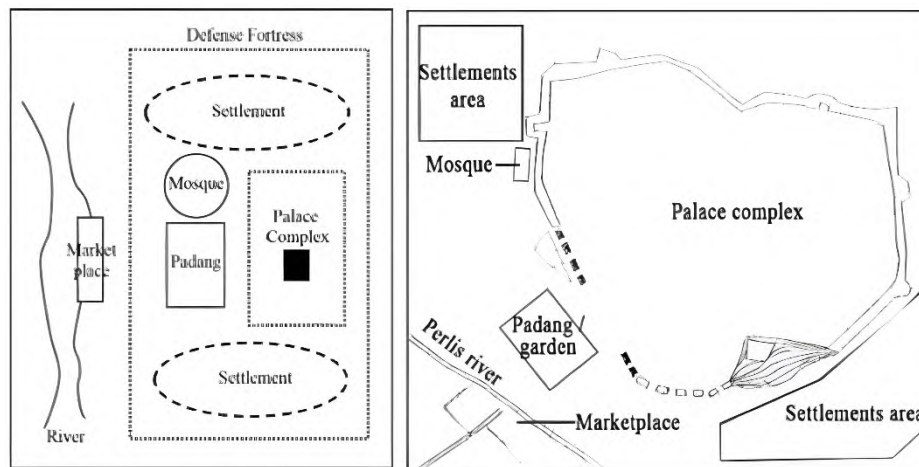 Defense Fortress
Settlement
Mosque
Palace
Complex
Market
place
Padang
Settlement
River
Settlements
area
Mosque
Palace complex
Padang
garden
Perlis river
Marketplace
Settlements area